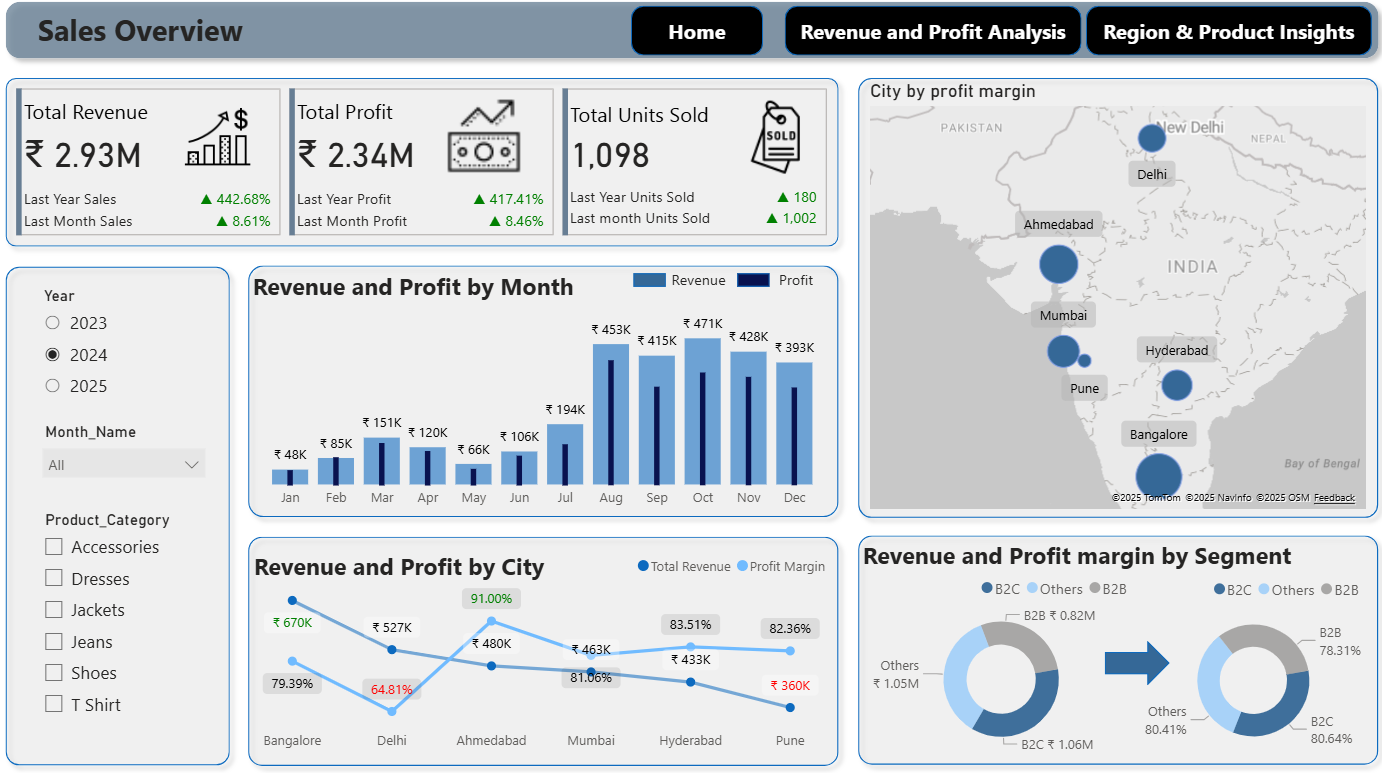 Sales Overview
Home
Revenue and Profit Analysis
Region & Product Insights
Total Revenue
₹ 2.93M
Last Year Sales ▲ 442.68%
Last Month Sales ▲ 8.61%
$
Total Profit
₹ 2.34M
Last Year Profit ▲ 417.41%
Last Month Profit ▲ 8.46%
Total Units Sold
1,098
Last Year Units Sold ▲ 180
Last month Units Sold ▲ 1,002
SOLD
City by profit margin
PAKISTAN
New Delhi
NEPAL
Delhi
Ahmedabad
INDIA
Mumbai
Hyderabad
Pune
Bangalore
Bay of Bengal
©2025 TomTom ©2025 NavInfo ©2025 OSM Feedback
Year
2023
2024
2025
Month_Name
All
Product_Category
Accessories
Dresses
Jackets
Jeans
Shoes
T Shirt
Revenue and Profit by Month
Revenue Profit
₹ 48K
₹ 85K
₹ 151K
₹ 120K
₹ 66K
₹ 106K
₹ 194K
₹ 453K
₹ 415K
₹ 471K
₹ 428K
₹ 393K
Jan Feb Mar Apr May Jun Jul Aug Sep Oct Nov Dec
Revenue and Profit by City
Total Revenue Profit Margin
₹ 670K
₹ 527K
₹ 480K
₹ 463K
₹ 433K
₹ 360K
79.39%
64.81%
91.00%
81.06%
83.51%
82.36%
Bangalore Delhi Ahmedabad Mumbai Hyderabad Pune
Revenue and Profit margin by Segment
B2C Others B2B
B2B ₹ 0.82M
Others
₹ 1.05M
B2C ₹ 1.06M
B2C Others B2B
B2B
78.31%
Others
80.41%
B2C
80.64%